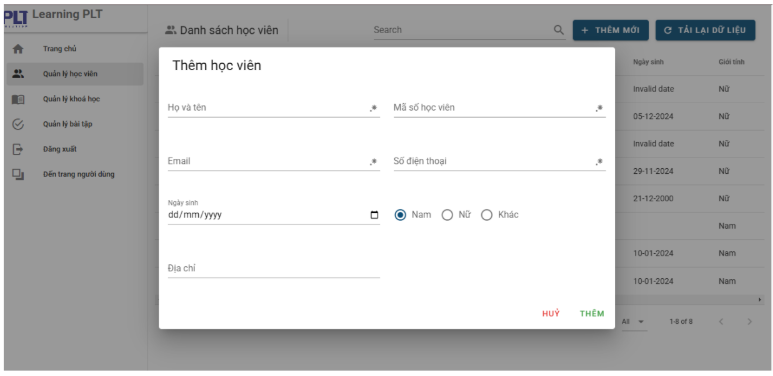 PLT Learning PLT
Danh sách học viên
Search
+ THÊM MỚI
TẢI LẠI DỮ LIỆU
Trang chủ
Quản lý học viên
Quản lý khoá học
Quản lý bài tập
Đăng xuất
Đến trang người dùng
Thêm học viên
Họ và tên
Mã số học viên
Email
Số điện thoại
Ngày sinh
dd/mm/yyyy
Nam Nữ Khác
Địa chỉ
HUỶ THÊM
Ngày sinh Giới tính
Invalid date Nữ
05-12-2024 Nữ
Invalid date Nữ
29-11-2024 Nữ
21-12-2000 Nữ
Nam
10-01-2024 Nam
10-01-2024 Nam
All 1-8 of 8